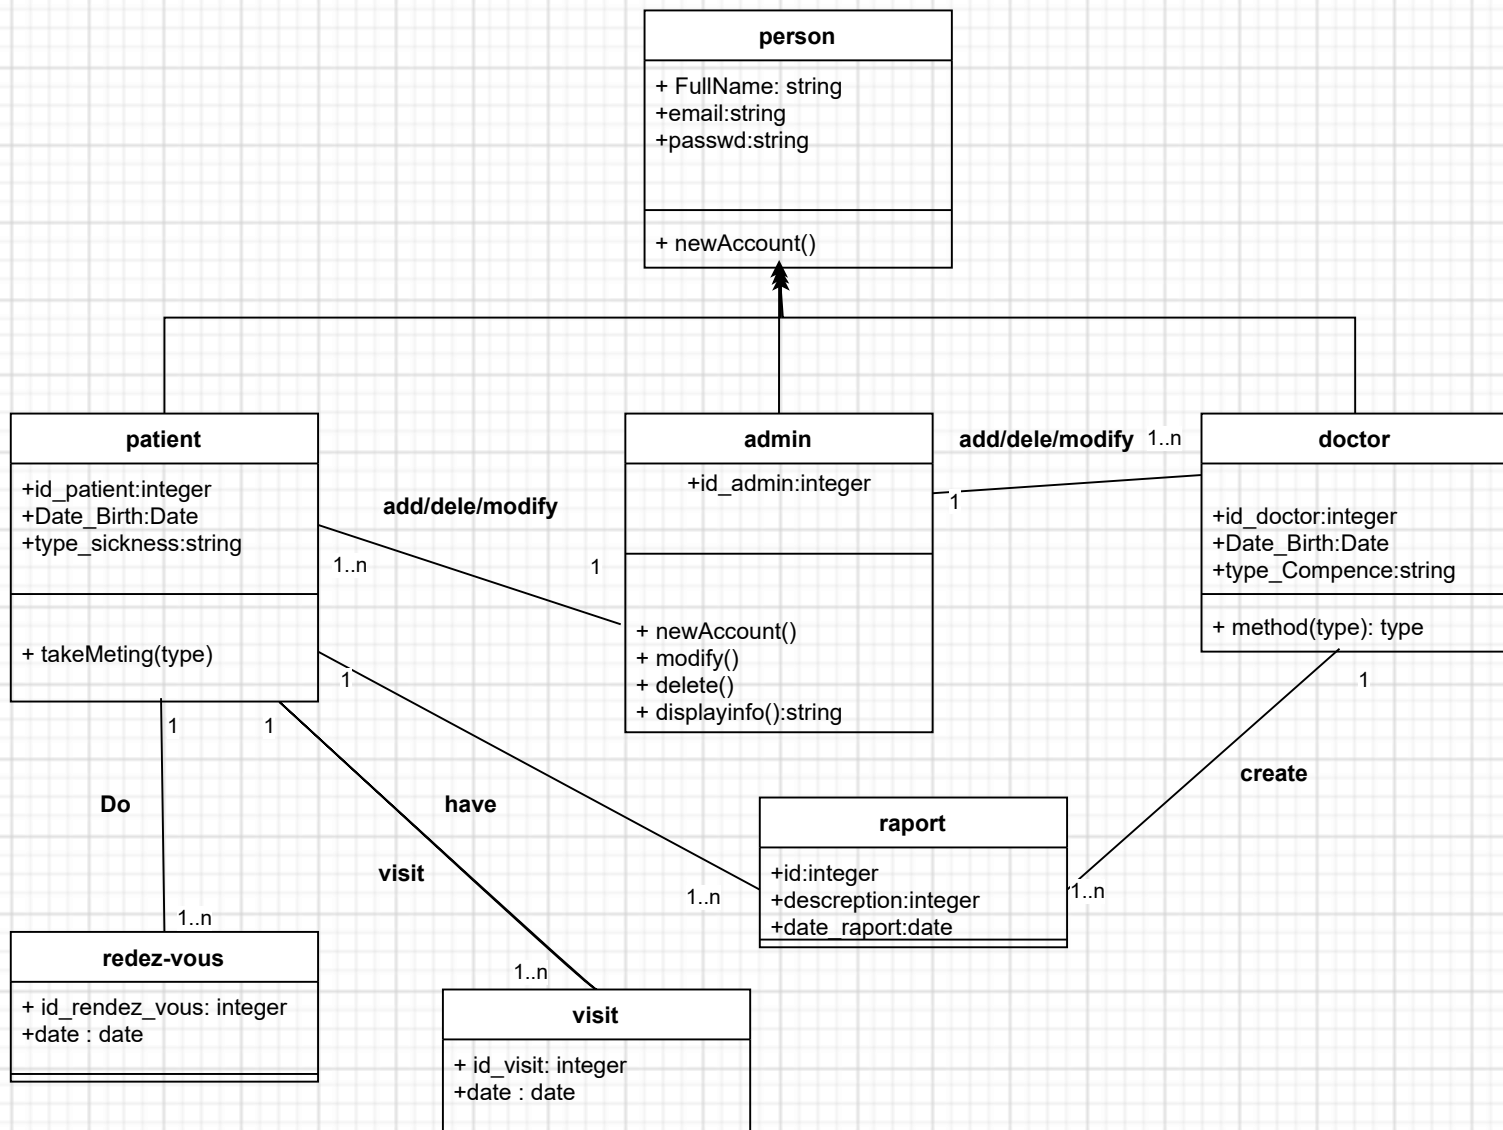 person
+ FullName: string
+email:string
+passwd:string
+ newAccount()
patient
+id_patient:integer
+Date_Birth:Date
+type_sickness:string
+ takeMeting(type)
add/dele/modify
1..n
1
admin
+id_admin:integer
+ newAccount()
+ modify()
+ delete()
+ displayinfo():string
add/dele/modify
1..n
1
doctor
+id_doctor:integer
+Date_Birth:Date
+type_Compence:string
+ method(type): type
1
1
1
1
Do
have
visit
create
1..n
1..n
1..n
1..n
raport
+id:integer
+descreption:integer
+date_raport:date
redez-vous
+ id_rendez_vous: integer
+date : date
visit
+ id_visit: integer
+date : date